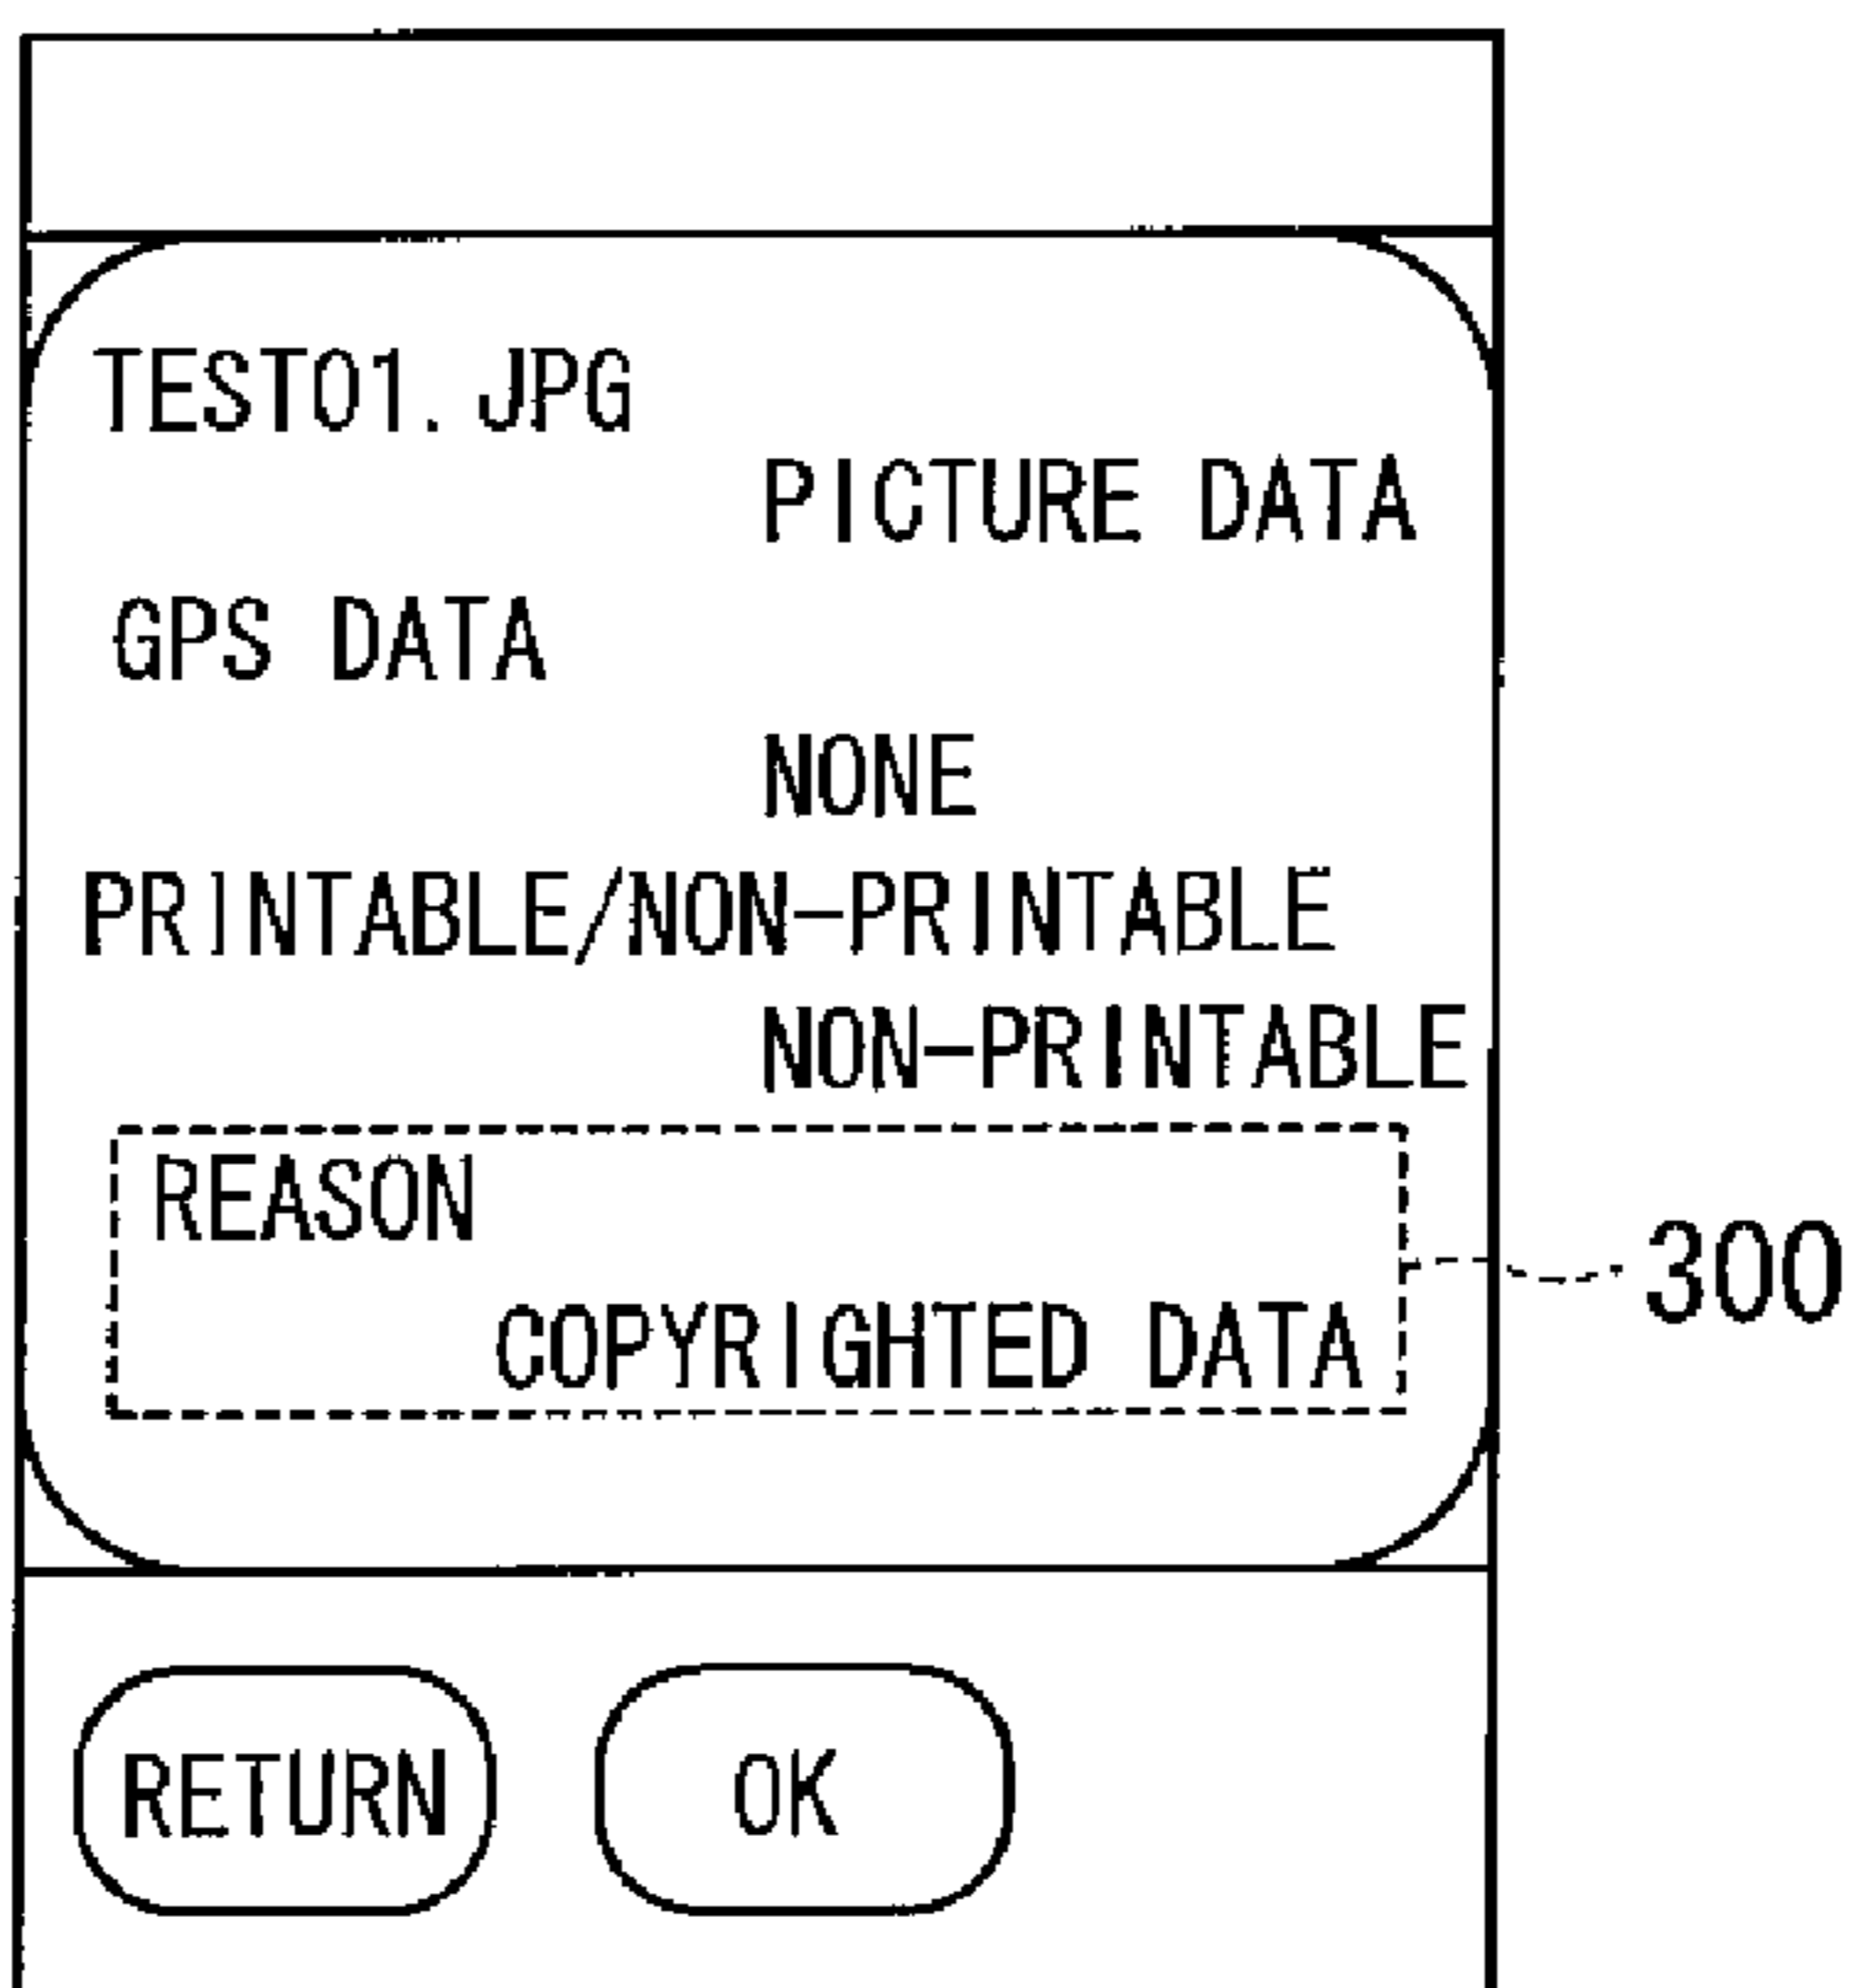 TEST01. JPG
PICTURE DATA
GPS DATA
NONE
PRINTABLE/NON-PRINTABLE
NON-PRINTABLE
REASON
300
COPYRIGHTED DATA
RETURN
OK